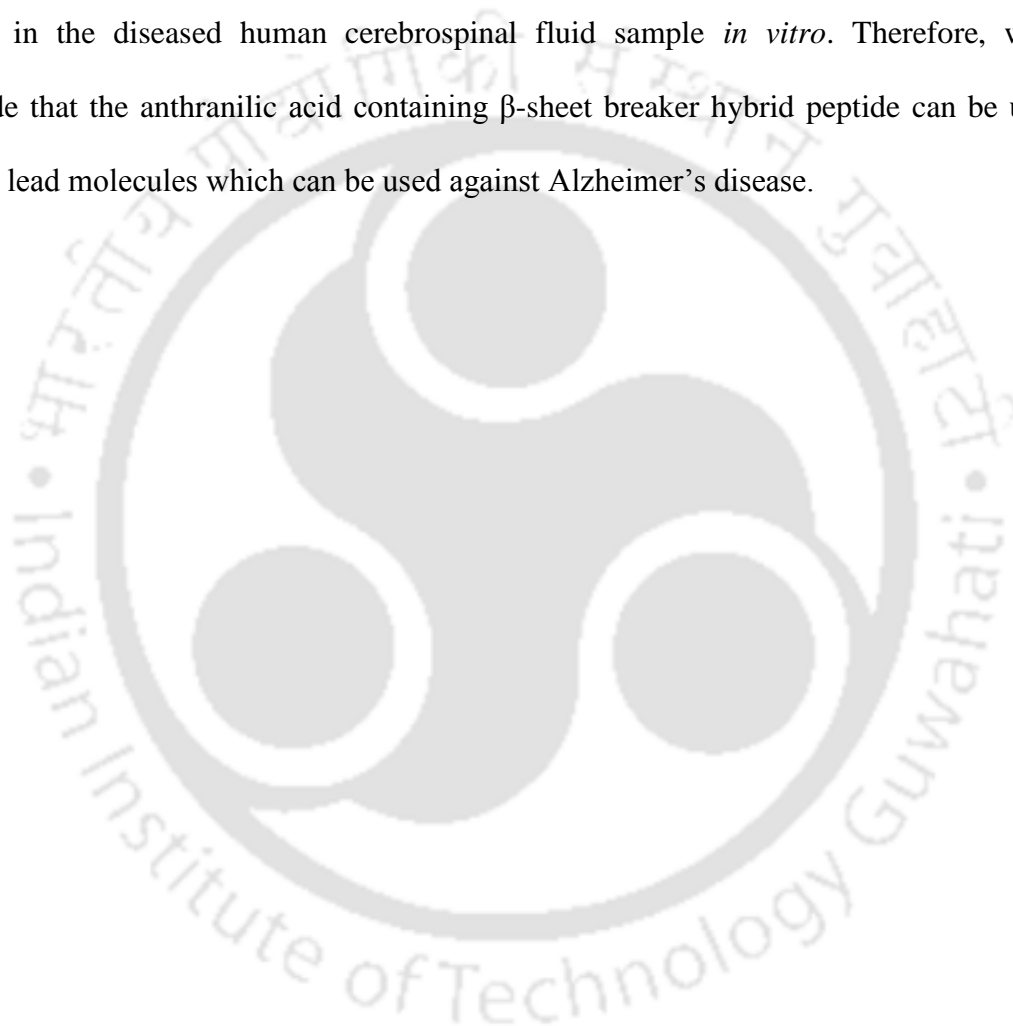 in the diseased human cerebrospinal fluid sample in vitro. Therefore,
that the anthranilic acid containing β-sheet breaker hybrid peptide can be
lead molecules which can be used against Alzheimer's disease.
भारतीय प्रौद्योगिकी संस्थान गुवाहाटी
Indian Institute of Technology Guwahati